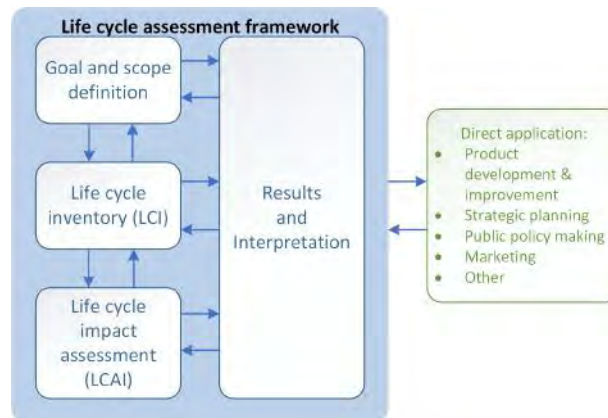 Life cycle assessment framework
Goal and scope
definition
Life cycle
inventory (LCI)
Life cycle
impact
assessment
(LCAI)
Results
and
Interpretation
Direct application:
• Product
development &
improvement
• Strategic planning
• Public policy making
• Marketing
• Other